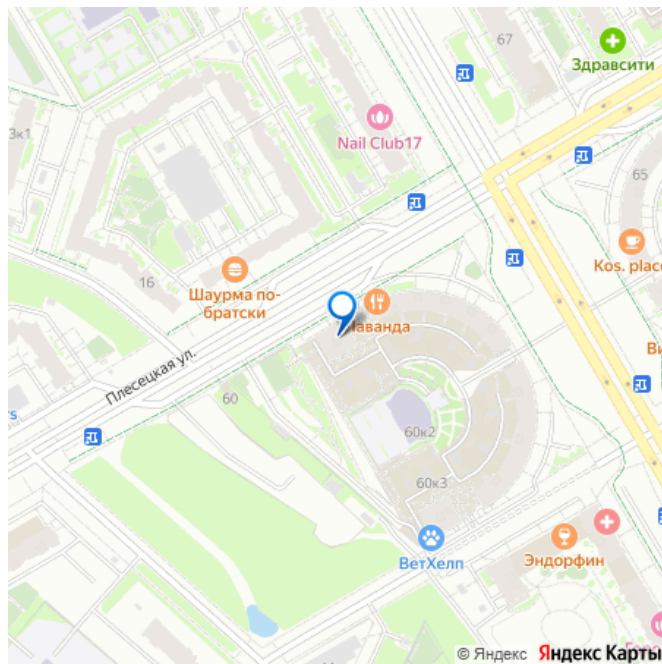 67
Здравсити
3к1
Nail Club17
65
Kos. place
16
Шаурма по-
братски
Лаванда
Плесецкая ул.
60
60к2
60к3
ВетХелп
Эндорфин
© Яндекс Яндекс Карты